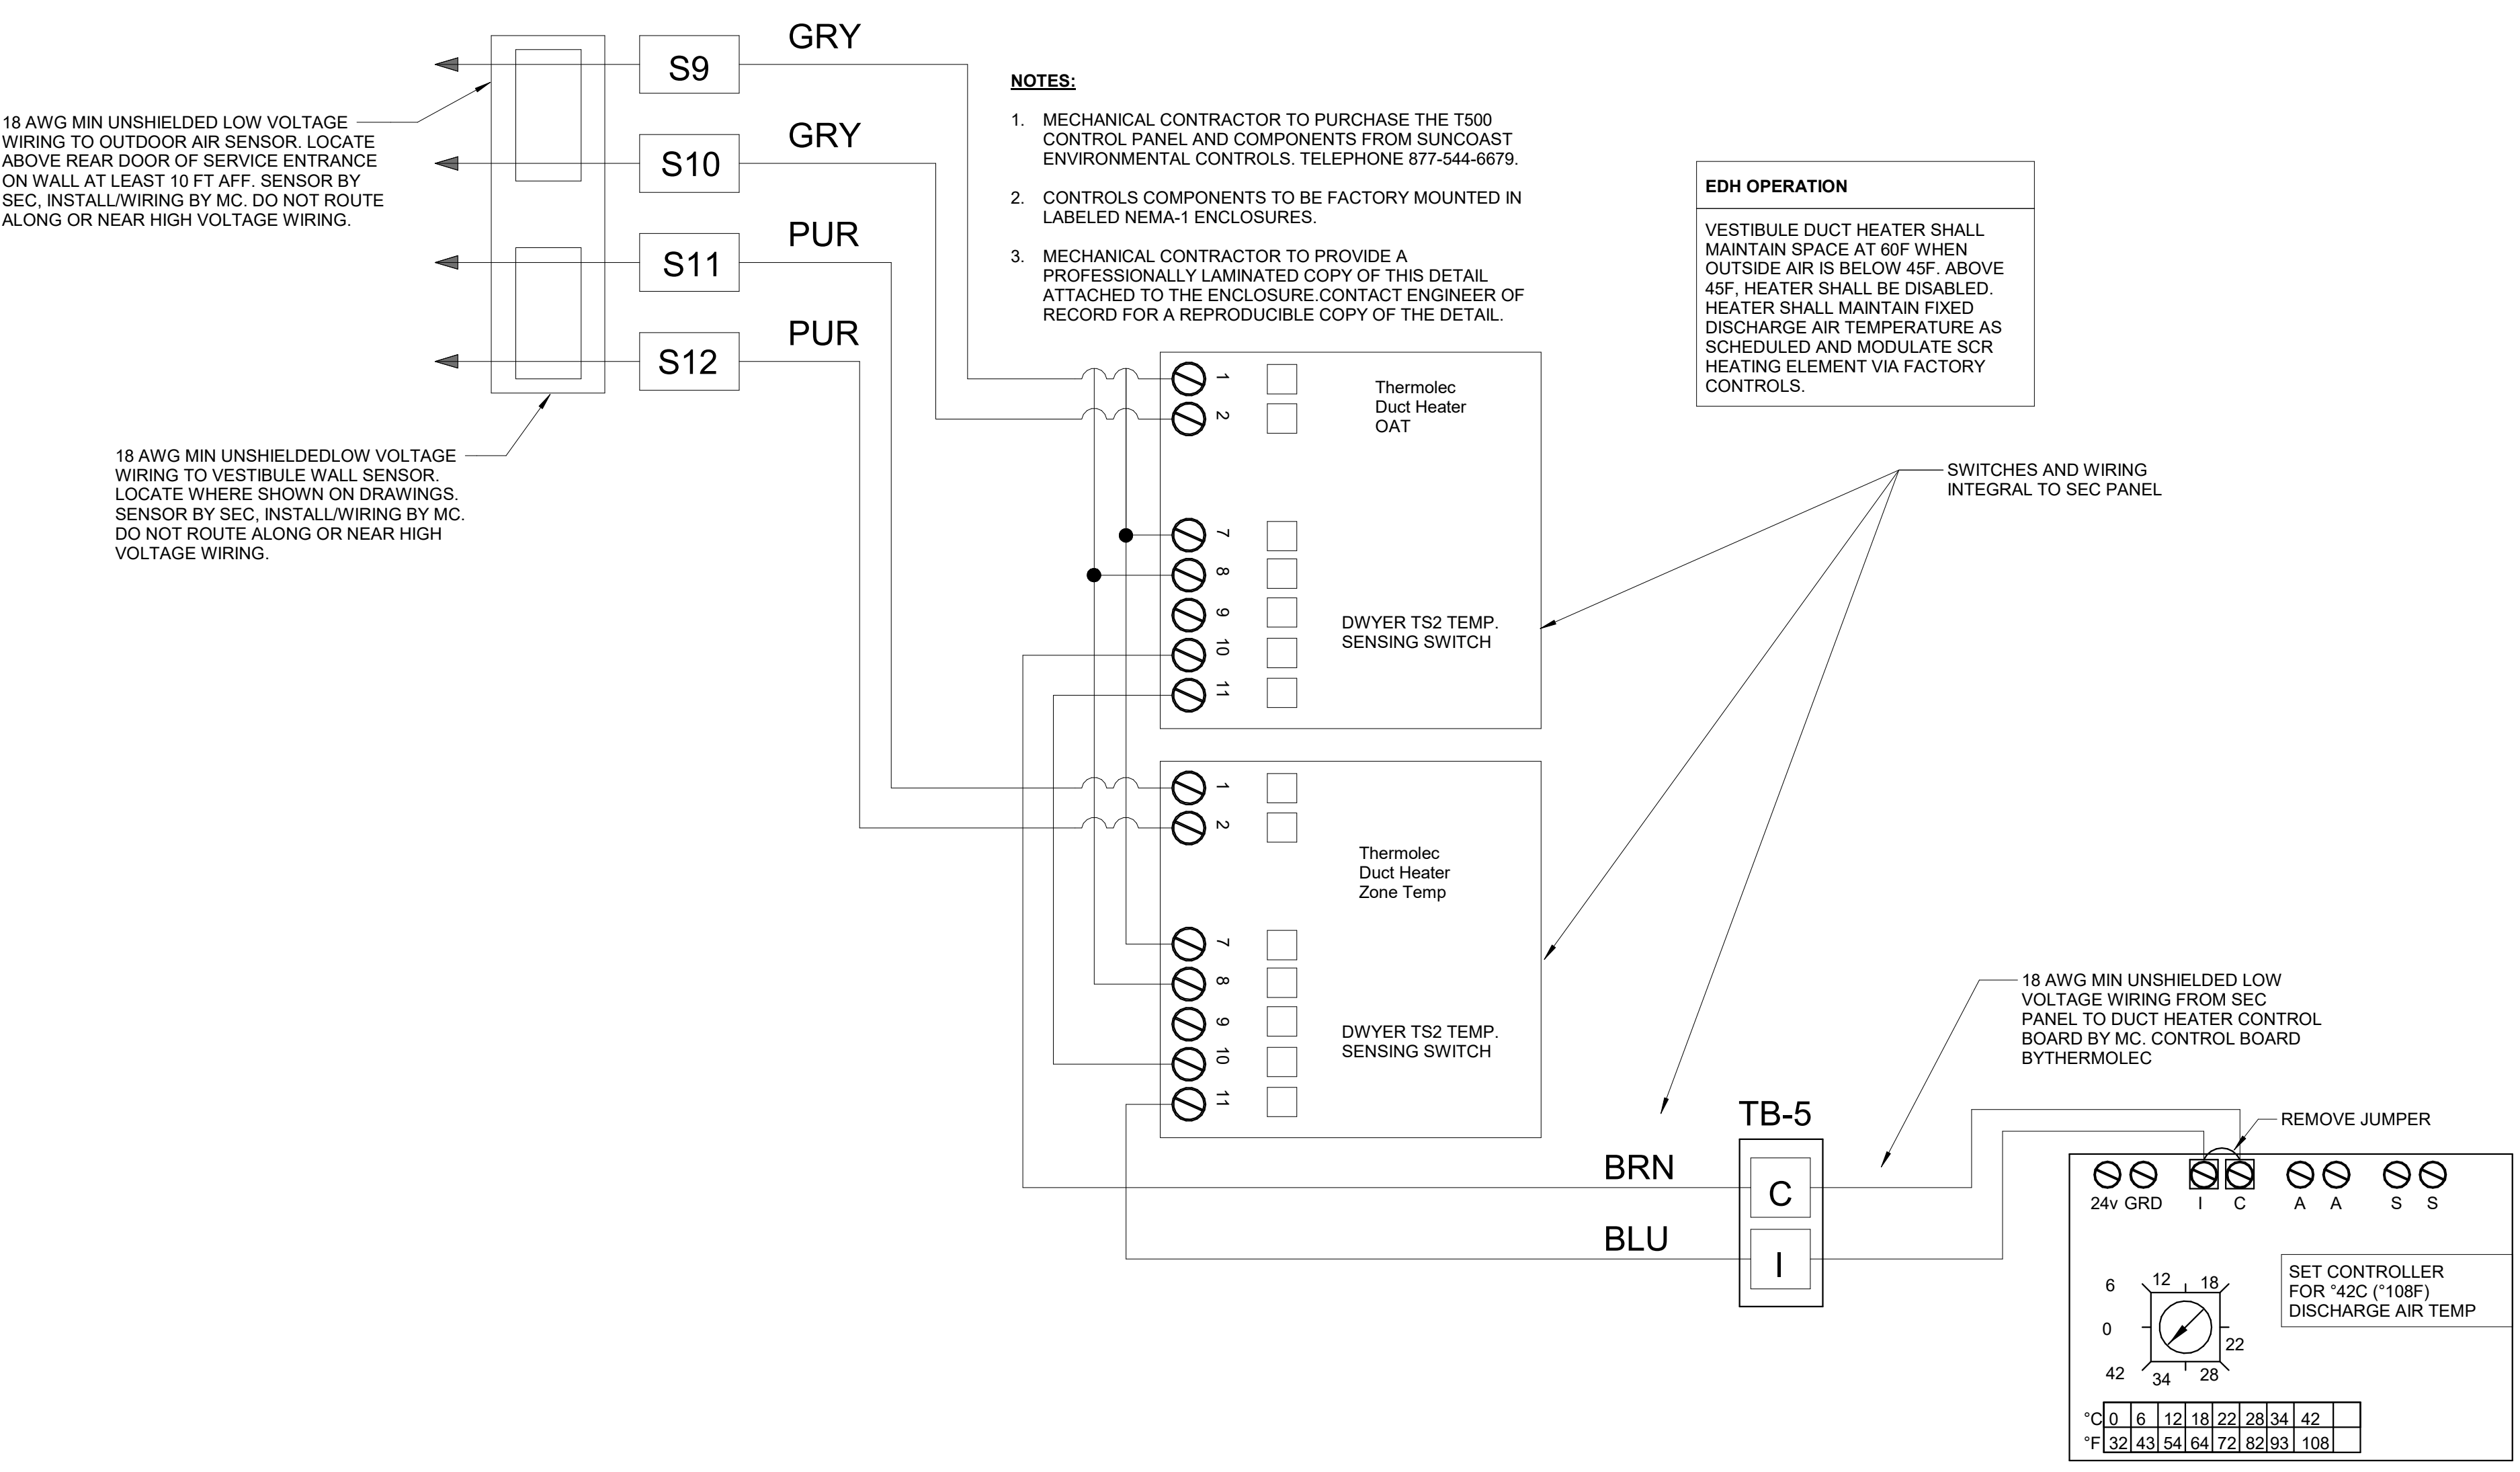 GRY
S9
GRY
S10
PUR
S11
PUR
S12
18 AWG MIN UNSHIELDED LOW VOLTAGE
WIRING TO OUTDOOR AIR SENSOR. LOCATE
ABOVE REAR DOOR OF SERVICE ENTRANCE
ON WALL AT LEAST 10 FT AFF. SENSOR BY
SEC, INSTALL/WIRING BY MC. DO NOT ROUTE
ALONG OR NEAR HIGH VOLTAGE WIRING.
18 AWG MIN UNSHIELDEDLOW VOLTAGE
WIRING TO VESTIBULE WALL SENSOR.
LOCATE WHERE SHOWN ON DRAWINGS.
SENSOR BY SEC, INSTALL/WIRING BY MC.
DO NOT ROUTE ALONG OR NEAR HIGH
VOLTAGE WIRING.
NOTES:
1. MECHANICAL CONTRACTOR TO PURCHASE THE T500
CONTROL PANEL AND COMPONENTS FROM SUNCOAST
ENVIRONMENTAL CONTROLS. TELEPHONE 877-544-6679.
2. CONTROLS COMPONENTS TO BE FACTORY MOUNTED IN
LABELED NEMA-1 ENCLOSURES.
3. MECHANICAL CONTRACTOR TO PROVIDE A
PROFESSIONALLY LAMINATED COPY OF THIS DETAIL
ATTACHED TO THE ENCLOSURE.CONTACT ENGINEER OF
RECORD FOR A REPRODUCIBLE COPY OF THE DETAIL.
EDH OPERATION
VESTIBULE DUCT HEATER SHALL
MAINTAIN SPACE AT 60F WHEN
OUTSIDE AIR IS BELOW 45F. ABOVE
45F, HEATER SHALL BE DISABLED.
HEATER SHALL MAINTAIN FIXED
DISCHARGE AIR TEMPERATURE AS
SCHEDULED AND MODULATE SCR
HEATING ELEMENT VIA FACTORY
CONTROLS.
1
2
7
8
9
10
11
Thermolec
Duct Heater
OAT
DWYER TS2 TEMP.
SENSING SWITCH
SWITCHES AND WIRING
INTEGRAL TO SEC PANEL
1
2
7
8
9
10
11
Thermolec
Duct Heater
Zone Temp
DWYER TS2 TEMP.
SENSING SWITCH
18 AWG MIN UNSHIELDED LOW
VOLTAGE WIRING FROM SEC
PANEL TO DUCT HEATER CONTROL
BOARD BY MC. CONTROL BOARD
BYTHERMOLEC
TB-5
BRN
C
BLU
I
REMOVE JUMPER
24v GRD I C A A S S
SET CONTROLLER
FOR °42C (°108F)
DISCHARGE AIR TEMP
6 12 18
0 22
42 34 28
°C 0 6 12 18 22 28 34 42
°F 32 43 54 64 72 82 93 108